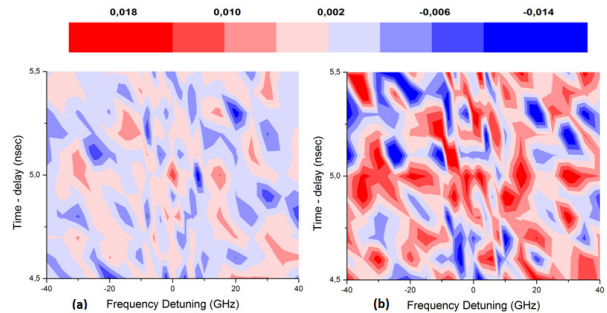 0,018 0,010 0,002 -0,006 -0,014
5,5 5,5
Time - delay (nsec) Time - delay (nsec)
5,0 5,0
4,5 4,5
-40 -20 0 20 40 -40 -20 0 20 40
(a) Frequency Detuning (GHz) (b) Frequency Detuning (GHz)